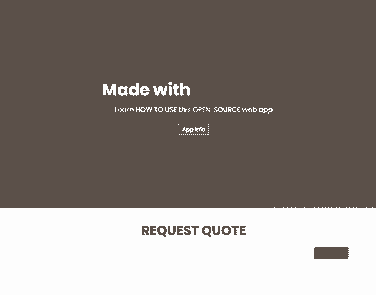 Made with
Learn HOW TO USE this OPEN SOURCE web app
App Info
REQUEST QUOTE